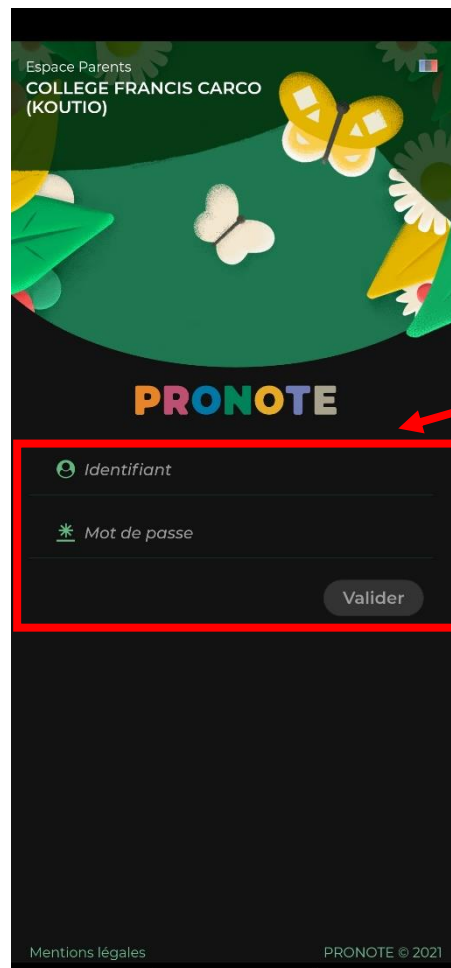 Espace Parents
COLLEGE FRANCIS CARCO
(KOUTIO)
PRONOTE
Identifiant
Mot de passe
Valider
Mentions légales
PRONOTE © 2021